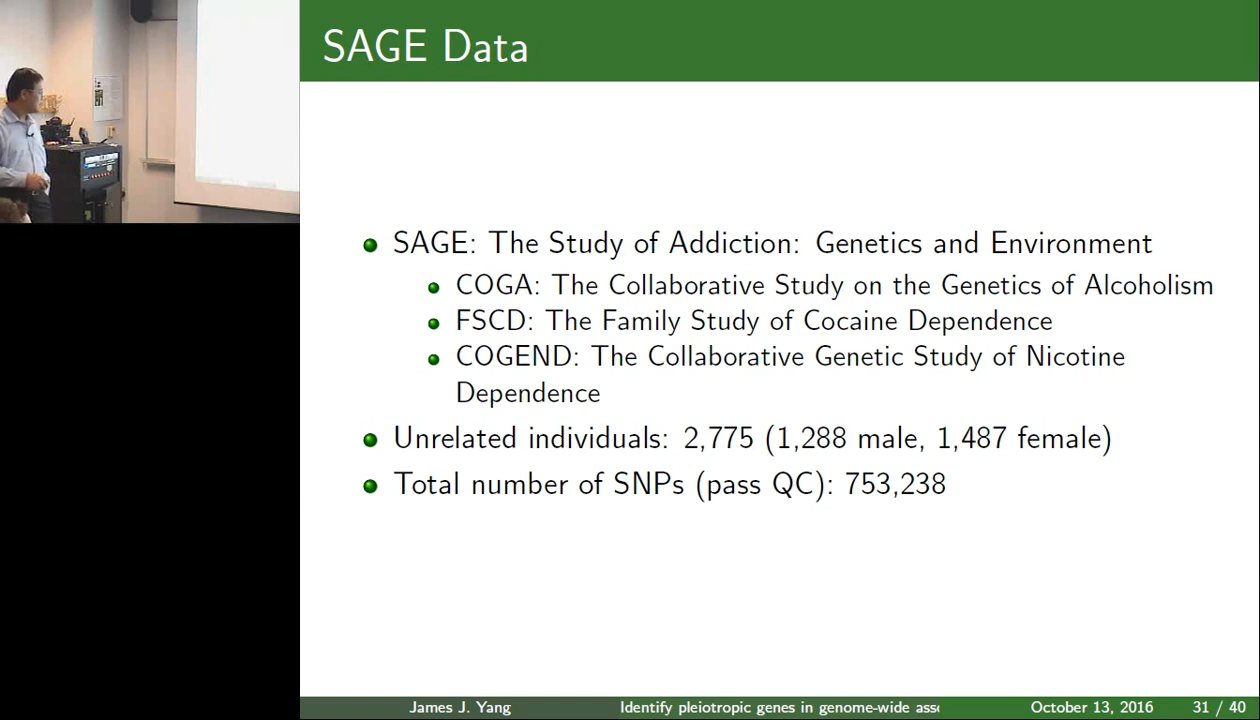 SAGE Data
SAGE: The Study of Addiction: Genetics and Environment
COGA: The Collaborative Study on the Genetics of Alcoholism
FSCD: The Family Study of Cocaine Dependence
COGEND: The Collaborative Genetic Study of Nicotine
Dependence
Unrelated individuals: 2,775 (1,288 male, 1,487 female)
Total number of SNPs (pass QC): 753,238
James J. Yang
Identify pleiotropic genes in genome-wide asso
October 13, 2016
31 / 40